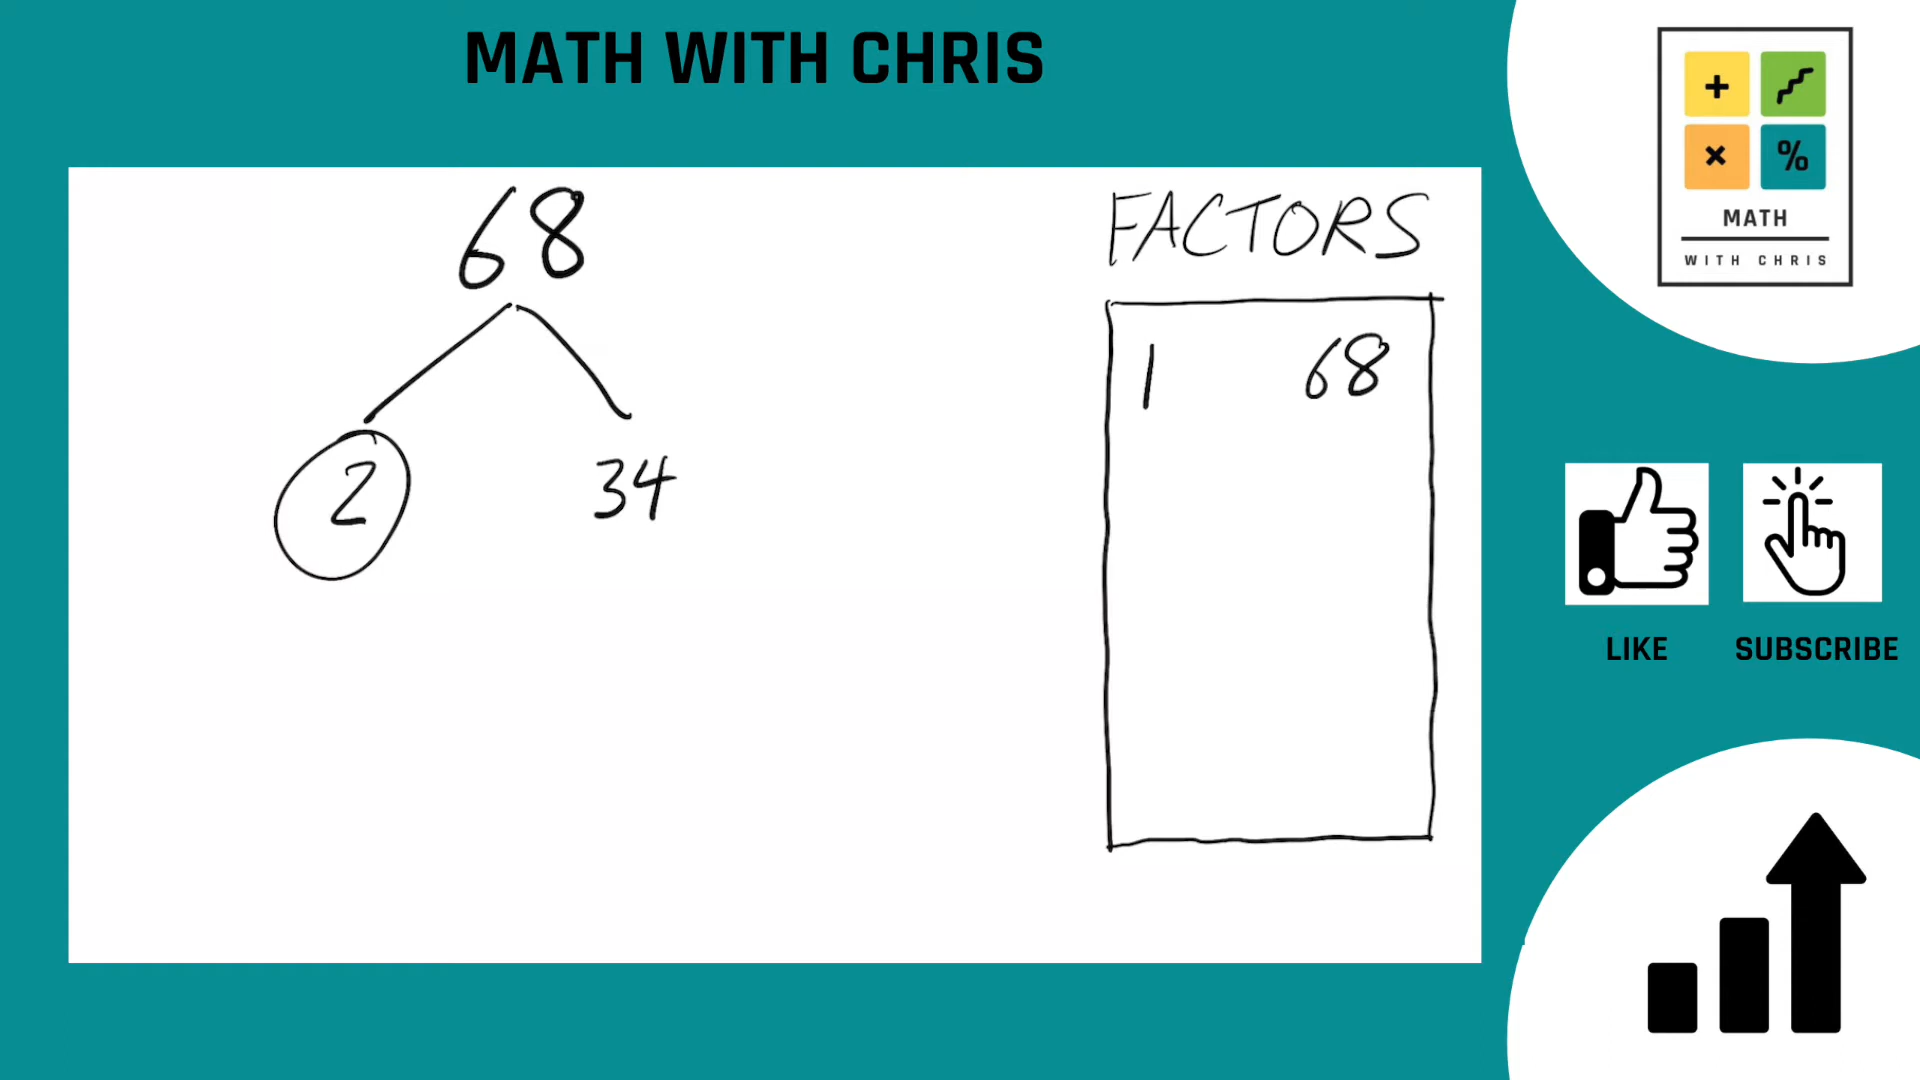 MATH WITH CHRIS
68
2 34
FACTORS
1 68
+
× %
MATH
WITH CHRIS
LIKE SUBSCRIBE